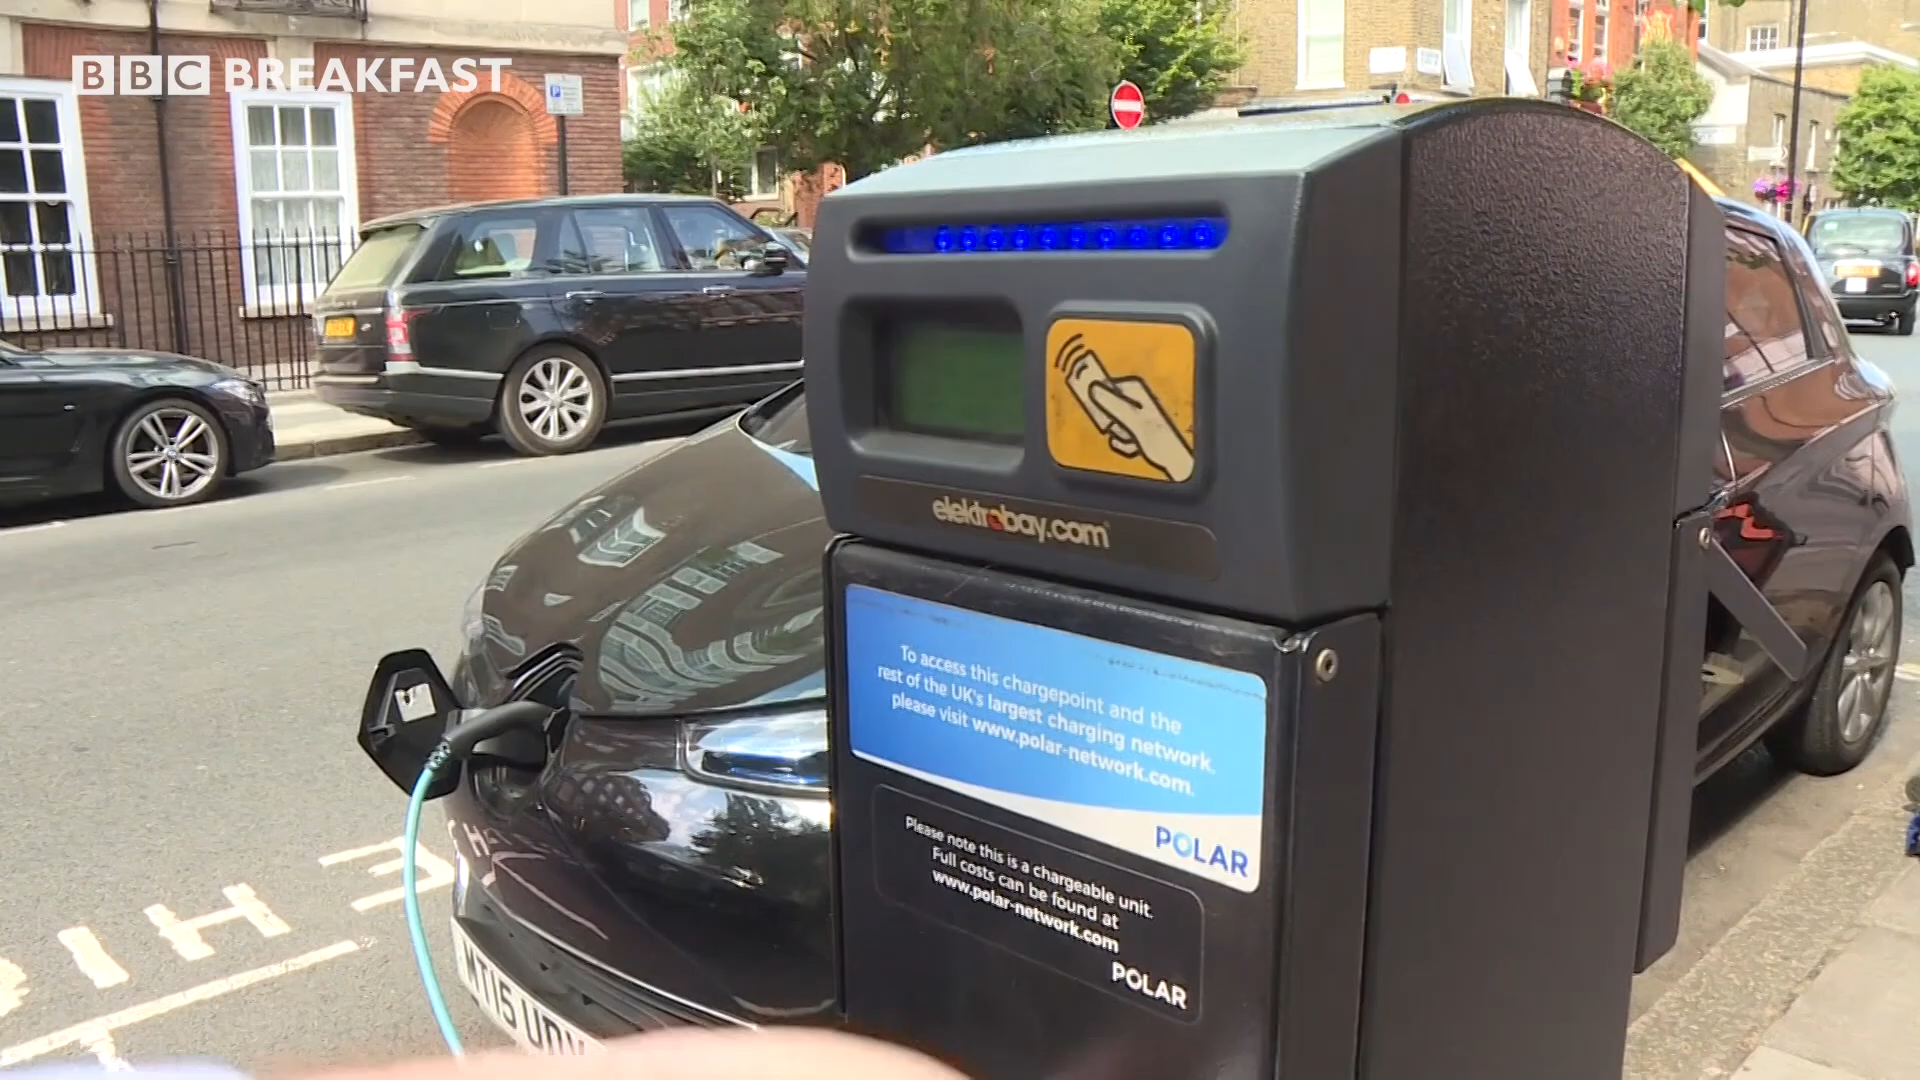 BBC BREAKFAST
P
elektrobay.com
To access this chargepoint and the
rest of the UK's largest charging network,
please visit www.polar-network.com.
POLAR
Please note this is a chargeable unit.
Full costs can be found at
www.polar-network.com
POLAR